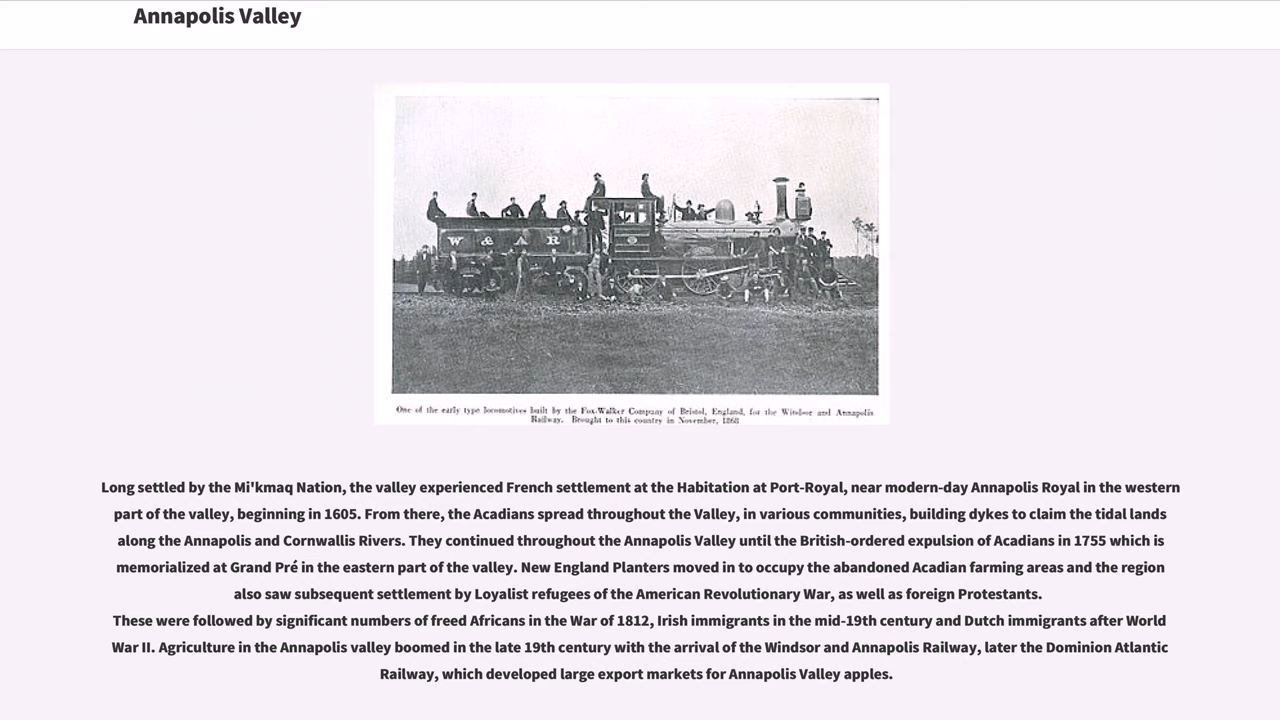 Annapolis Valley
W & A R
One of the early type locomotives built by the Fox-Walker Company of Bristol, England, for the Windsor and Annapolis
Railway. Brought to this country in November, 1868
Long settled by the Mi'kmaq Nation, the valley experienced French settlement at the Habitation at Port-Royal, near modern-day Annapolis Royal in the western
part of the valley, beginning in 1605. From there, the Acadians spread throughout the Valley, in various communities, building dykes to claim the tidal lands
along the Annapolis and Cornwallis Rivers. They continued throughout the Annapolis Valley until the British-ordered expulsion of Acadians in 1755 which is
memorialized at Grand Pré in the eastern part of the valley. New England Planters moved in to occupy the abandoned Acadian farming areas and the region
also saw subsequent settlement by Loyalist refugees of the American Revolutionary War, as well as foreign Protestants.
These were followed by significant numbers of freed Africans in the War of 1812, Irish immigrants in the mid-19th century and Dutch immigrants after World
War II. Agriculture in the Annapolis valley boomed in the late 19th century with the arrival of the Windsor and Annapolis Railway, later the Dominion Atlantic
Railway, which developed large export markets for Annapolis Valley apples.